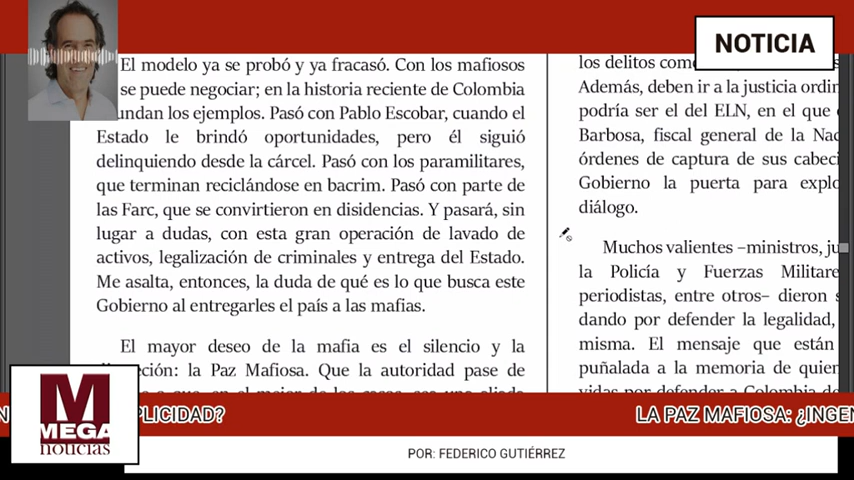 NOTICIA
El modelo ya se probó y ya fracasó. Con los mafiosos
se puede negociar; en la historia reciente de Colombia
undan los ejemplos. Pasó con Pablo Escobar, cuando el
Estado le brindó oportunidades, pero él siguió
delinquiendo desde la cárcel. Pasó con los paramilitares,
que terminan reciclándose en bacrim. Pasó con parte de
las Farc, que se convirtieron en disidencias. Y pasará, sin
lugar a dudas, con esta gran operación de lavado de
activos, legalización de criminales y entrega del Estado.
Me asalta, entonces, la duda de qué es lo que busca este
Gobierno al entregarles el país a las mafias.
El mayor deseo de la mafia es el silencio y la
ción: la Paz Mafiosa. Que la autoridad pase de
los delitos como
Además, deben ir a la justicia ordin
podría ser el del ELN, en el que
Barbosa, fiscal general de la Nac
órdenes de captura de sus cabeci
Gobierno la puerta para explo
diálogo.
Muchos valientes –ministros, ju
la Policía y Fuerzas Militare
periodistas, entre otros– dieron s
dando por defender la legalidad,
misma. El mensaje que están
puñalada a la memoria de quien
vidas por defender a Colombia de
N
PLICIDAD?
LA PAZ MAFIOSA: ¿INGEN
M
MEGA
noticias
POR: FEDERICO GUTIÉRREZ